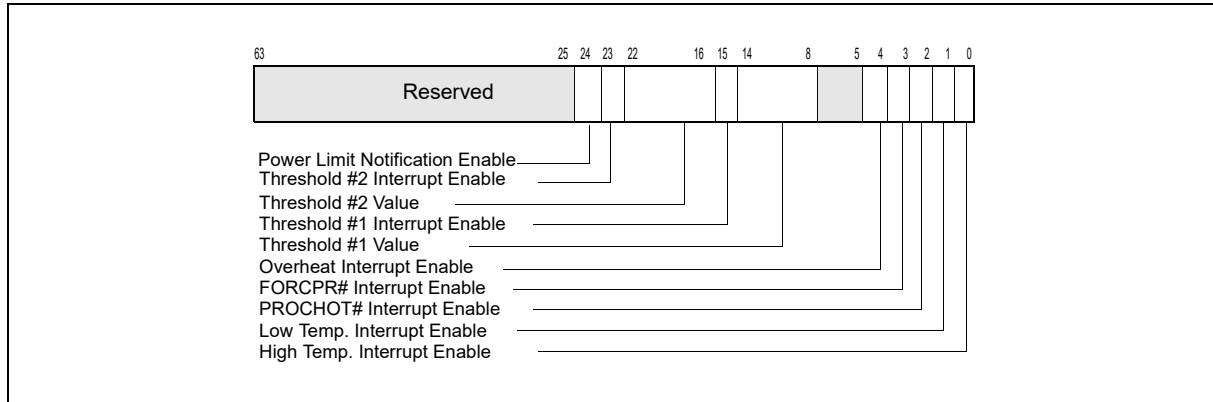 63 25 24 23 22 16 15 14 8 5 4 3 2 1 0
Reserved
Power Limit Notification Enable
Threshold #2 Interrupt Enable
Threshold #2 Value
Threshold #1 Interrupt Enable
Threshold #1 Value
Overheat Interrupt Enable
FORCPR# Interrupt Enable
PROCHOT# Interrupt Enable
Low Temp. Interrupt Enable
High Temp. Interrupt Enable